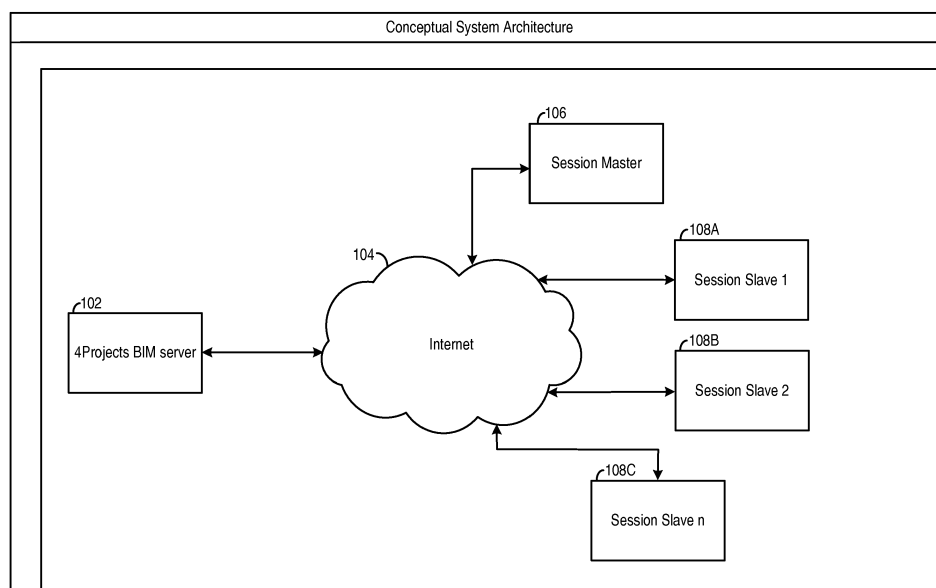 Conceptual System Architecture
106
Session Master
108A
Session Slave 1
104
102
4Projects BIM server
Internet
108B
Session Slave 2
108C
Session Slave n